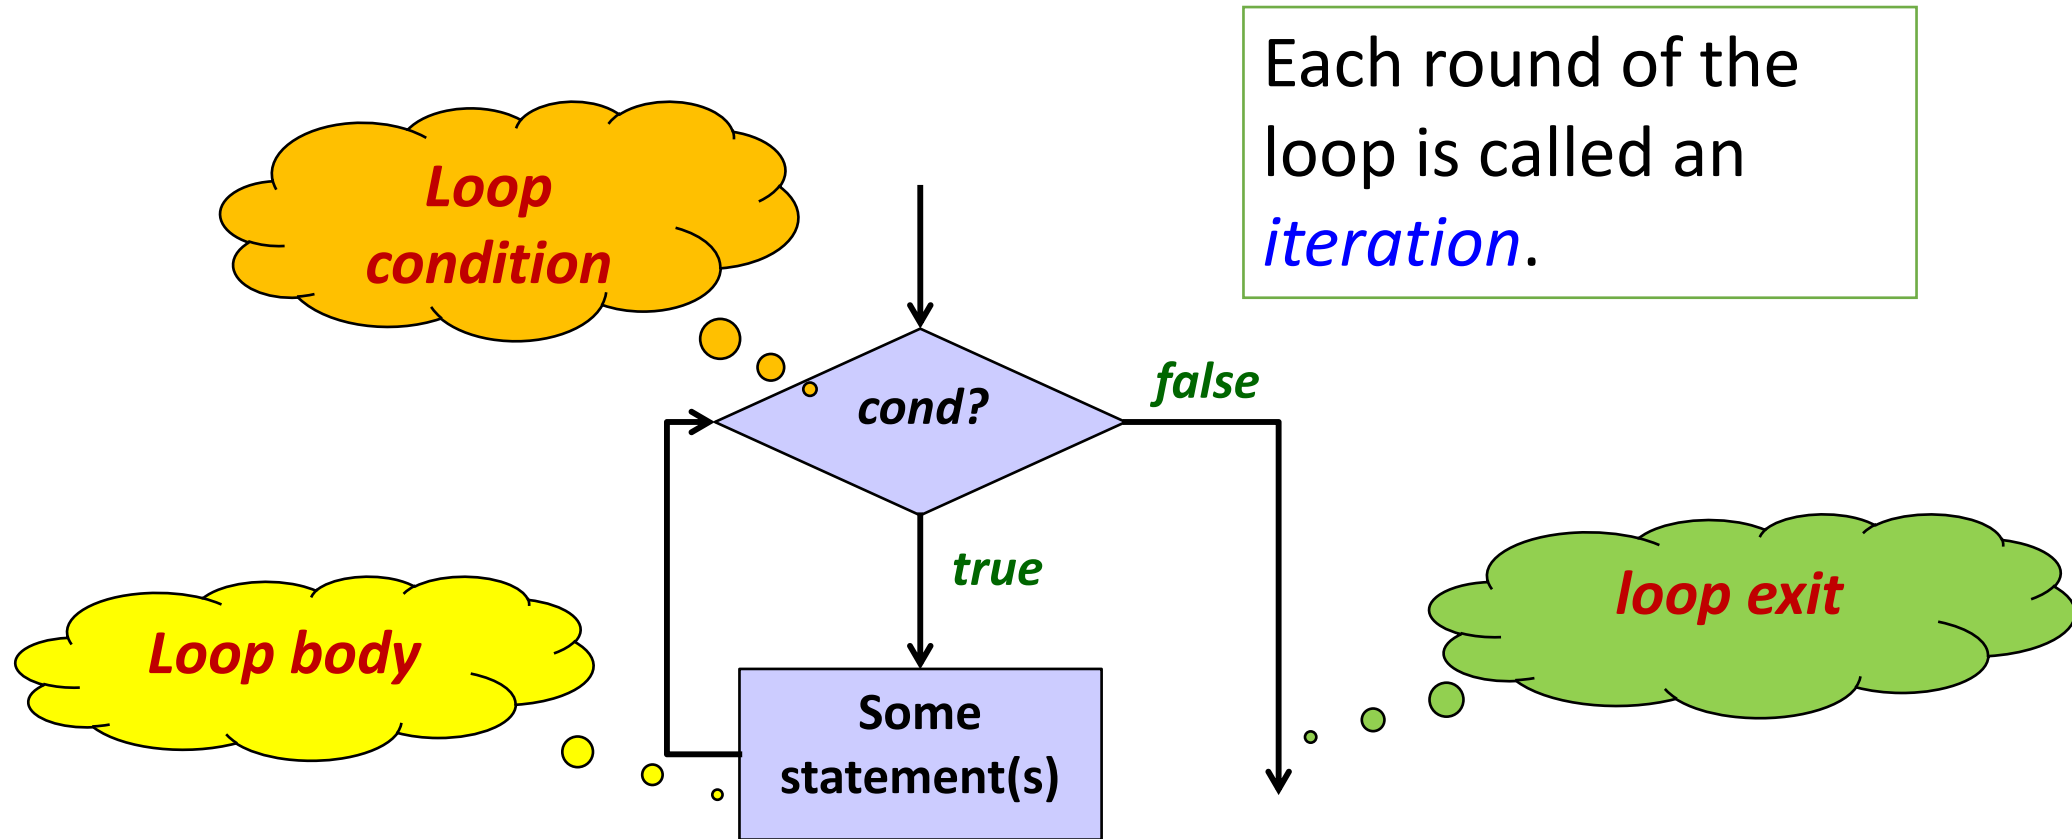 Each round of the
loop is called an
iteration.
Loop
condition
cond?
false
true
loop exit
Loop body
Some
statement(s)